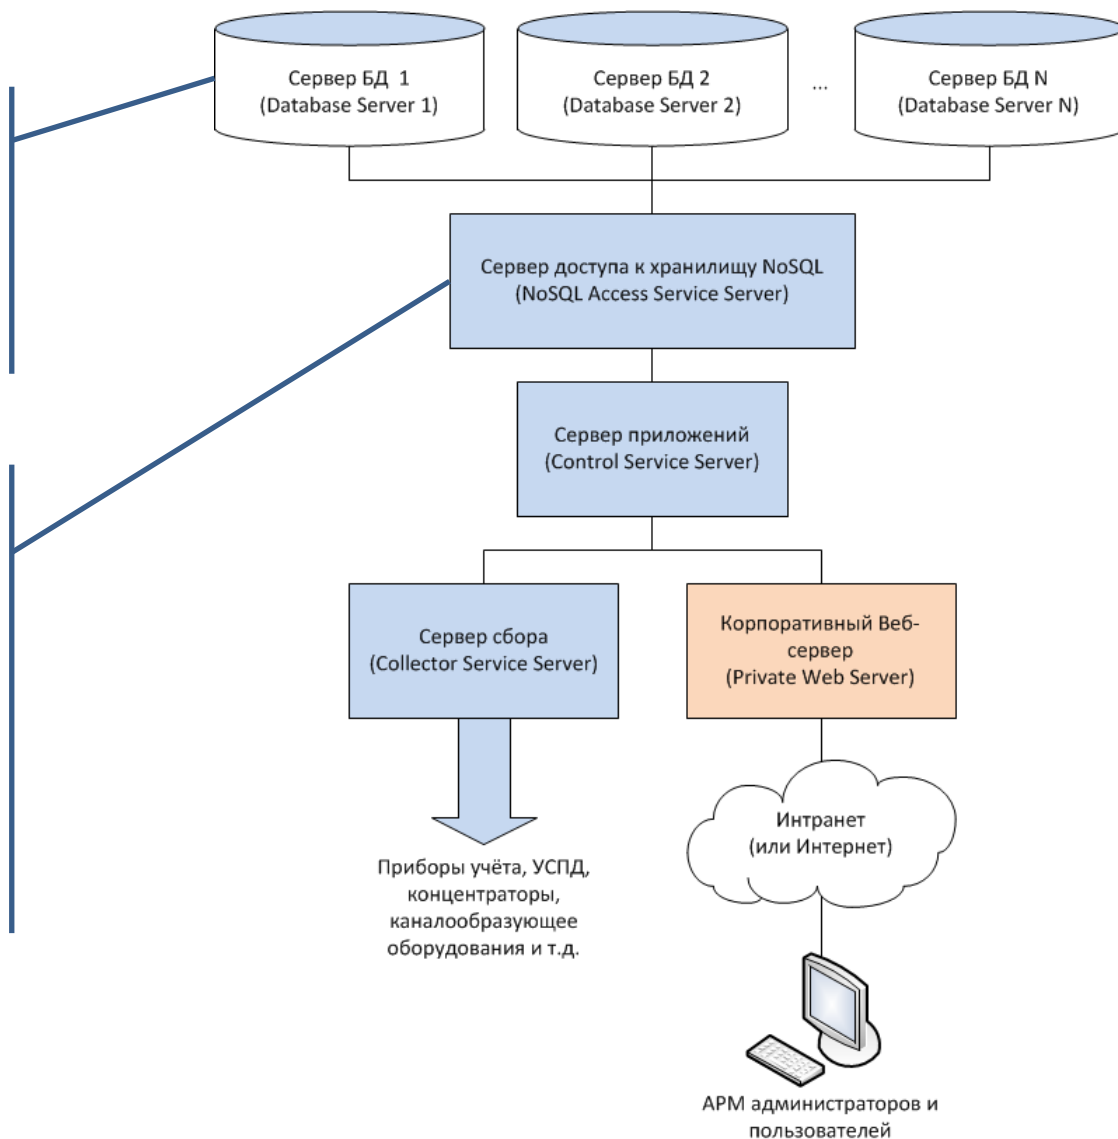 Сервер БД 1
(Database Server 1)
Сервер БД 2
(Database Server 2)
...
Сервер БД N
(Database Server N)
Сервер доступа к хранилищу NoSQL
(NoSQL Access Service Server)
Сервер приложений
(Control Service Server)
Сервер сбора
(Collector Service Server)
Корпоративный Веб-
сервер
(Private Web Server)
Интранет
(или Интернет)
Приборы учёта, УСПД,
концентраторы,
каналообразующее
оборудования и т.д.
АРМ администраторов и
пользователей